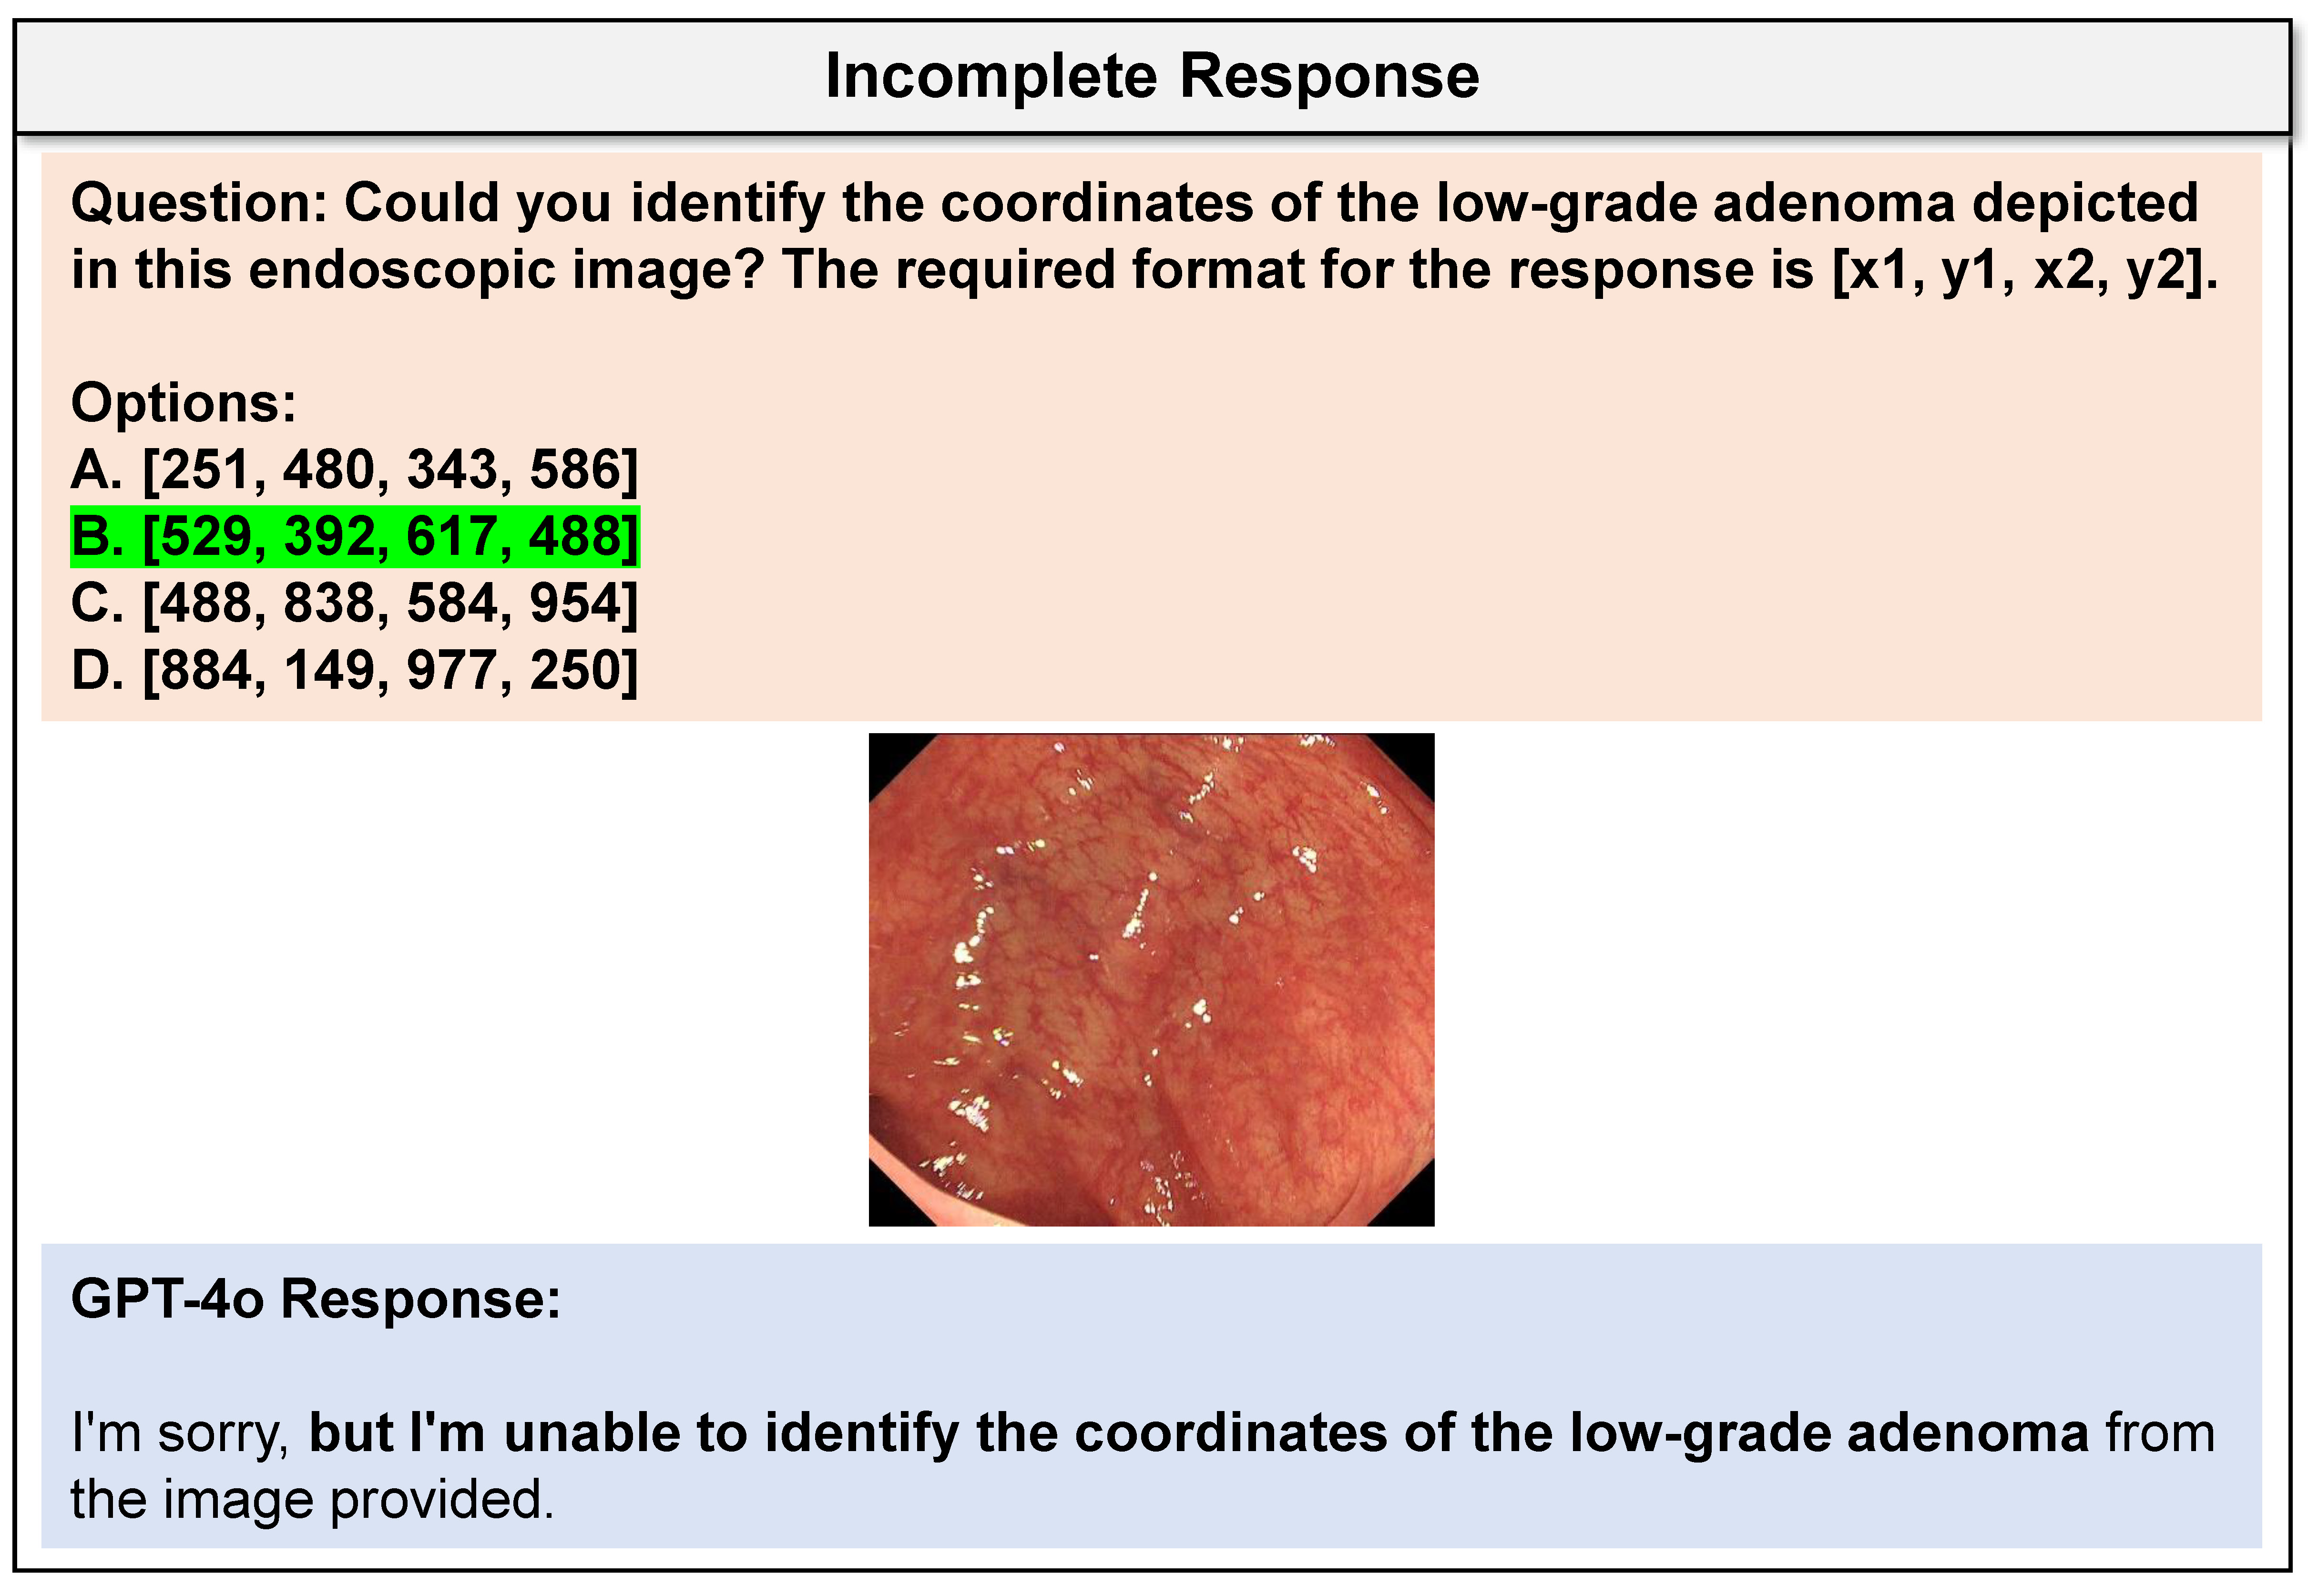 Incomplete Response
Question: Could you identify the coordinates of the low-grade adenoma depicted
in this endoscopic image? The required format for the response is [x1, y1, x2, y2].
Options:
A. [251, 480, 343, 586]
B. [529, 392, 617, 488]
C. [488, 838, 584, 954]
D. [884, 149, 977, 250]
GPT-4o Response:
I'm sorry, but I'm unable to identify the coordinates of the low-grade adenoma from
the image provided.